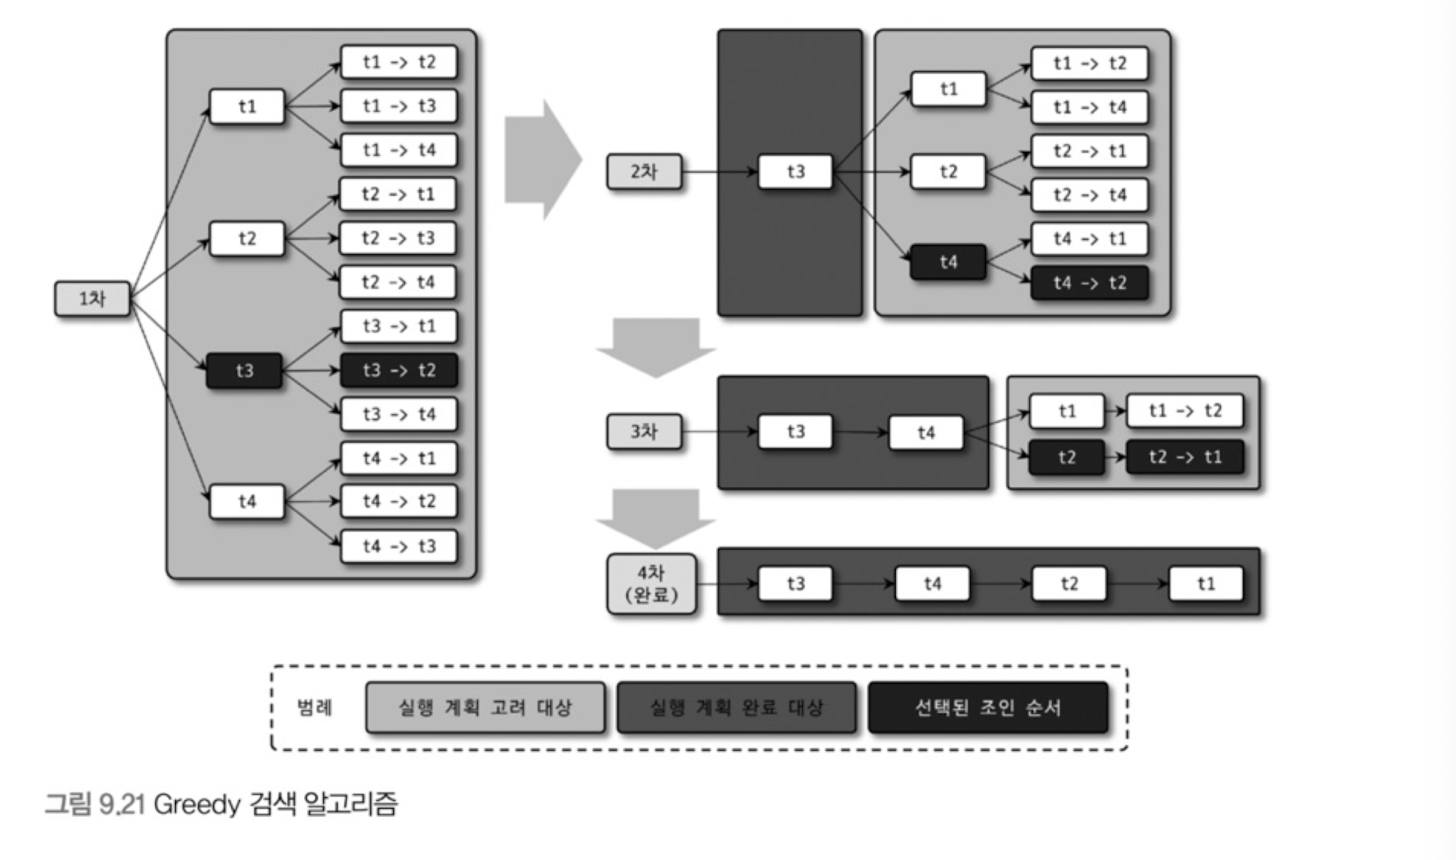 1차
t1
t1 -> t2
t1 -> t3
t1 -> t4
t2
t2 -> t1
t2 -> t3
t2 -> t4
t3
t3 -> t1
t3 -> t2
t3 -> t4
t4
t4 -> t1
t4 -> t2
t4 -> t3
2차
t3
t1
t1 -> t2
t1 -> t4
t2
t2 -> t1
t2 -> t4
t4
t4 -> t1
t4 -> t2
3차
t3
t4
t1
t1 -> t2
t2
t2 -> t1
4차
(완료)
t3
t4
t2
t1
범례
실행 계획 고려 대상
실행 계획 완료 대상
선택된 조인 순서
그림 9.21 Greedy 검색 알고리즘